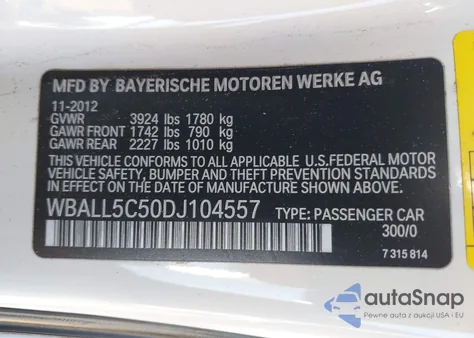 MFD BY BAYERISCHE MOTOREN WERKE AG
11-2012
GVWR 3924 lbs 1780 kg
GAWR FRONT 1742 lbs 790 kg
GAWR REAR 2227 lbs 1010 kg
THIS VEHICLE CONFORMS TO ALL APPLICABLE U.S.FEDERAL MOTOR
VEHICLE SAFETY, BUMPER AND THEFT PREVENTION STANDARDS
IN EFFECT ON THE DATE OF MANUFACTURE SHOWN ABOVE.
WBALL5C50DJ104557 TYPE: PASSENGER CAR
300/0
7 315 814
autoSnap
Pewne auta z aukcji USA i EU